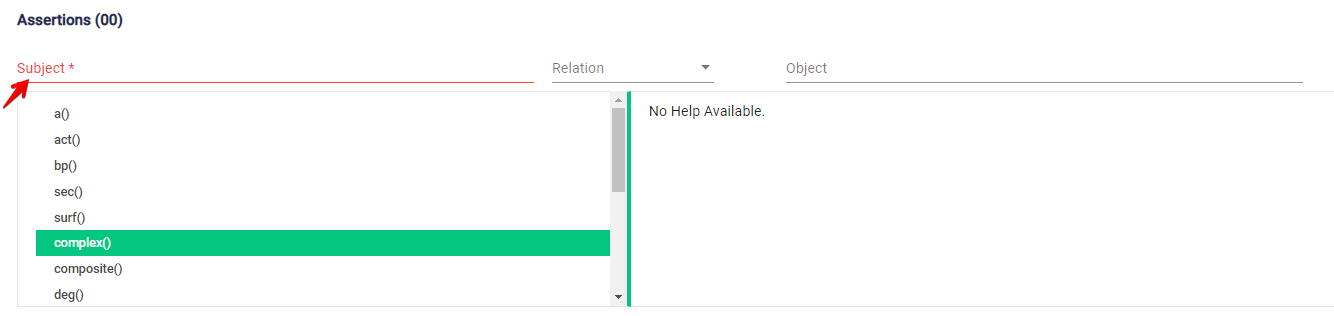 Assertions (00)
Subject *
Relation
Object
a()
act()
bp()
sec()
surf()
complex()
composite()
deg()
No Help Available.